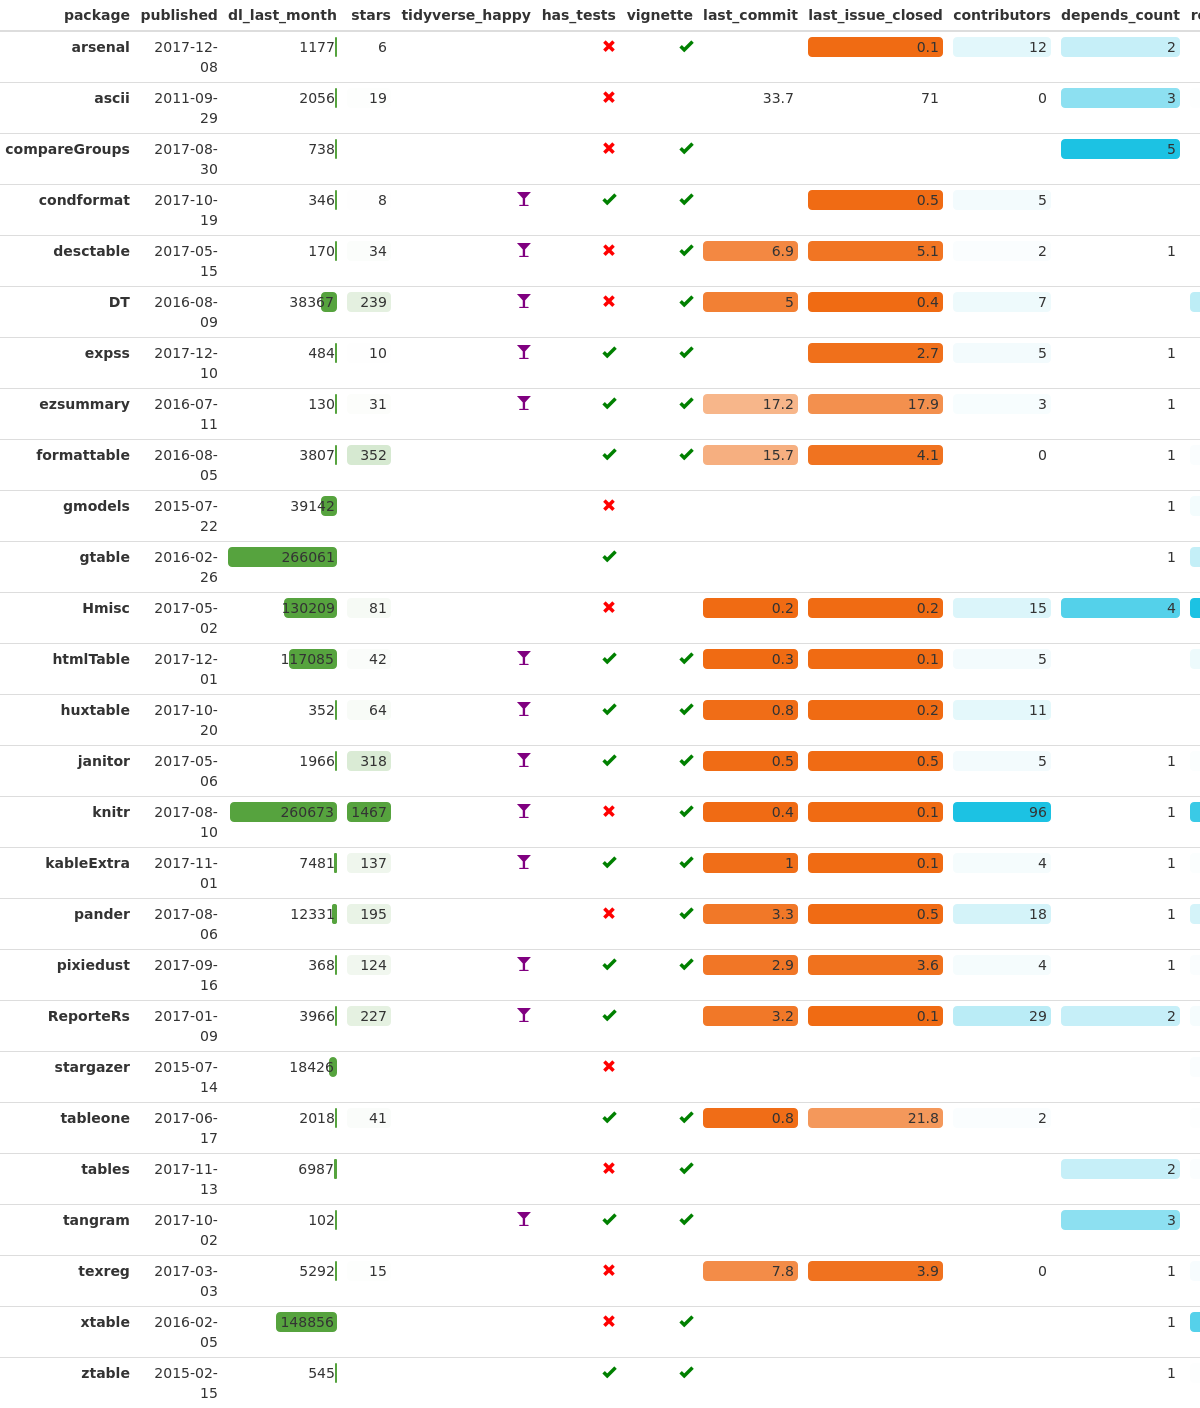 package published dl_last_month stars tidyverse_happy has_tests vignette last_commit last_issue_closed contributors depends_count
arsenal 2017-12- 1177 6 ✖ ✔ 0.1 12 2
08
ascii 2011-09- 2056 19 ✖ 33.7 71 0 3
29
compareGroups 2017-08- 738 ✖ ✔ 5
30
condformat 2017-10- 346 8 ✔ ✔ 0.5 5
19
desctable 2017-05- 170 34 ✖ ✔ 6.9 5.1 2 1
15
DT 2016-08- 38367 239 ✖ ✔ 5 0.4 7
09
expss 2017-12- 484 10 ✔ ✔ 2.7 5 1
10
ezsummary 2016-07- 130 31 ✔ ✔ 17.2 17.9 3 1
11
formattable 2016-08- 3807 352 ✔ ✔ 15.7 4.1 0 1
05
gmodels 2015-07- 39142 ✖ 1
22
gtable 2016-02- 266061 ✔ 1
26
Hmisc 2017-05- 130209 81 ✖ 0.2 0.2 15 4
02
htmlTable 2017-12- 117085 42 ✔ ✔ 0.3 0.1 5
01
huxtable 2017-10- 352 64 ✔ ✔ 0.8 0.2 11
20
janitor 2017-05- 1966 318 ✔ ✔ 0.5 0.5 5 1
06
knitr 2017-08- 260673 1467 ✖ ✔ 0.4 0.1 96 1
10
kableExtra 2017-11- 7481 137 ✔ ✔ 1 0.1 4 1
01
pander 2017-08- 12331 195 ✖ ✔ 3.3 0.5 18 1
06
pixiedust 2017-09- 368 124 ✔ ✔ 2.9 3.6 4 1
16
ReporteRs 2017-01- 3966 227 ✔ 3.2 0.1 29 2
09
stargazer 2015-07- 18426 ✖
14
tableone 2017-06- 2018 41 ✔ ✔ 0.8 21.8 2
17
tables 2017-11- 6987 ✖ ✔ 2
13
tangram 2017-10- 102 ✔ ✔ 3
02
texreg 2017-03- 5292 15 ✖ 7.8 3.9 0 1
03
xtable 2016-02- 148856 ✖ ✔ 1
05
ztable 2015-02- 545 ✔ ✔ 1
15